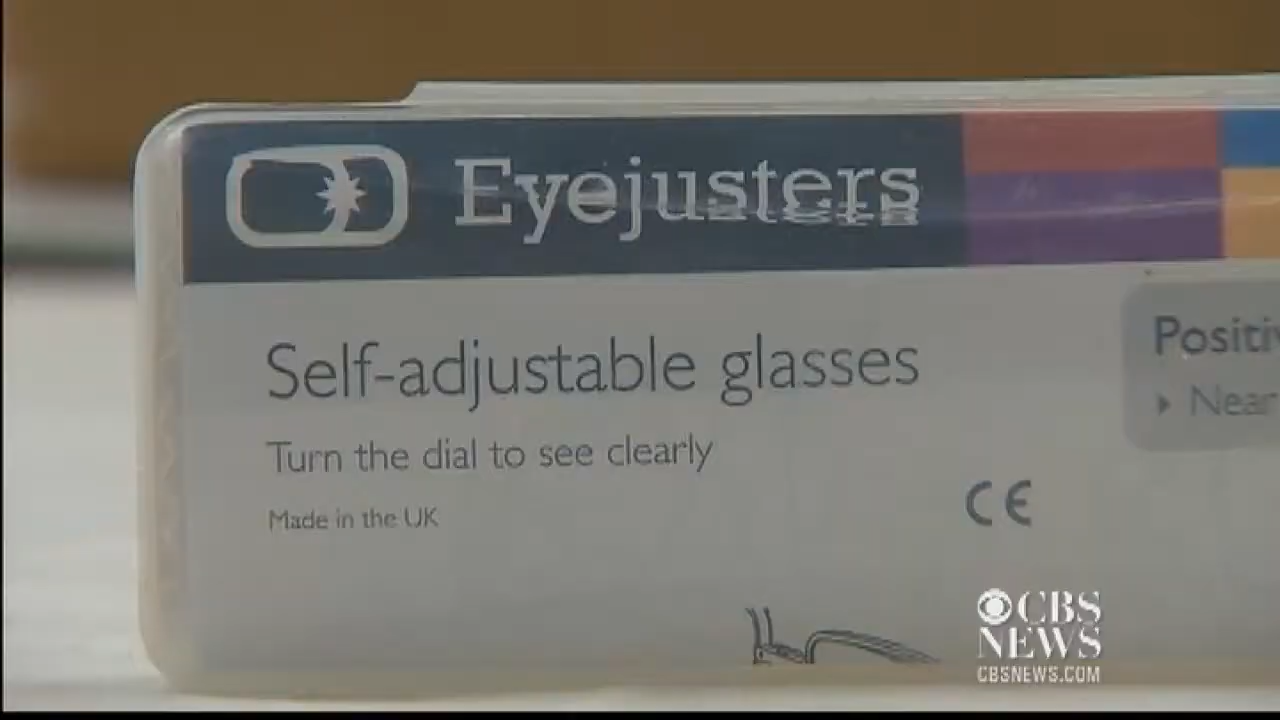 Eyejusters
Self-adjustable glasses
Turn the dial to see clearly
Made in the UK
CE
Near
CBS
NEWS
CBSNEWS.COM